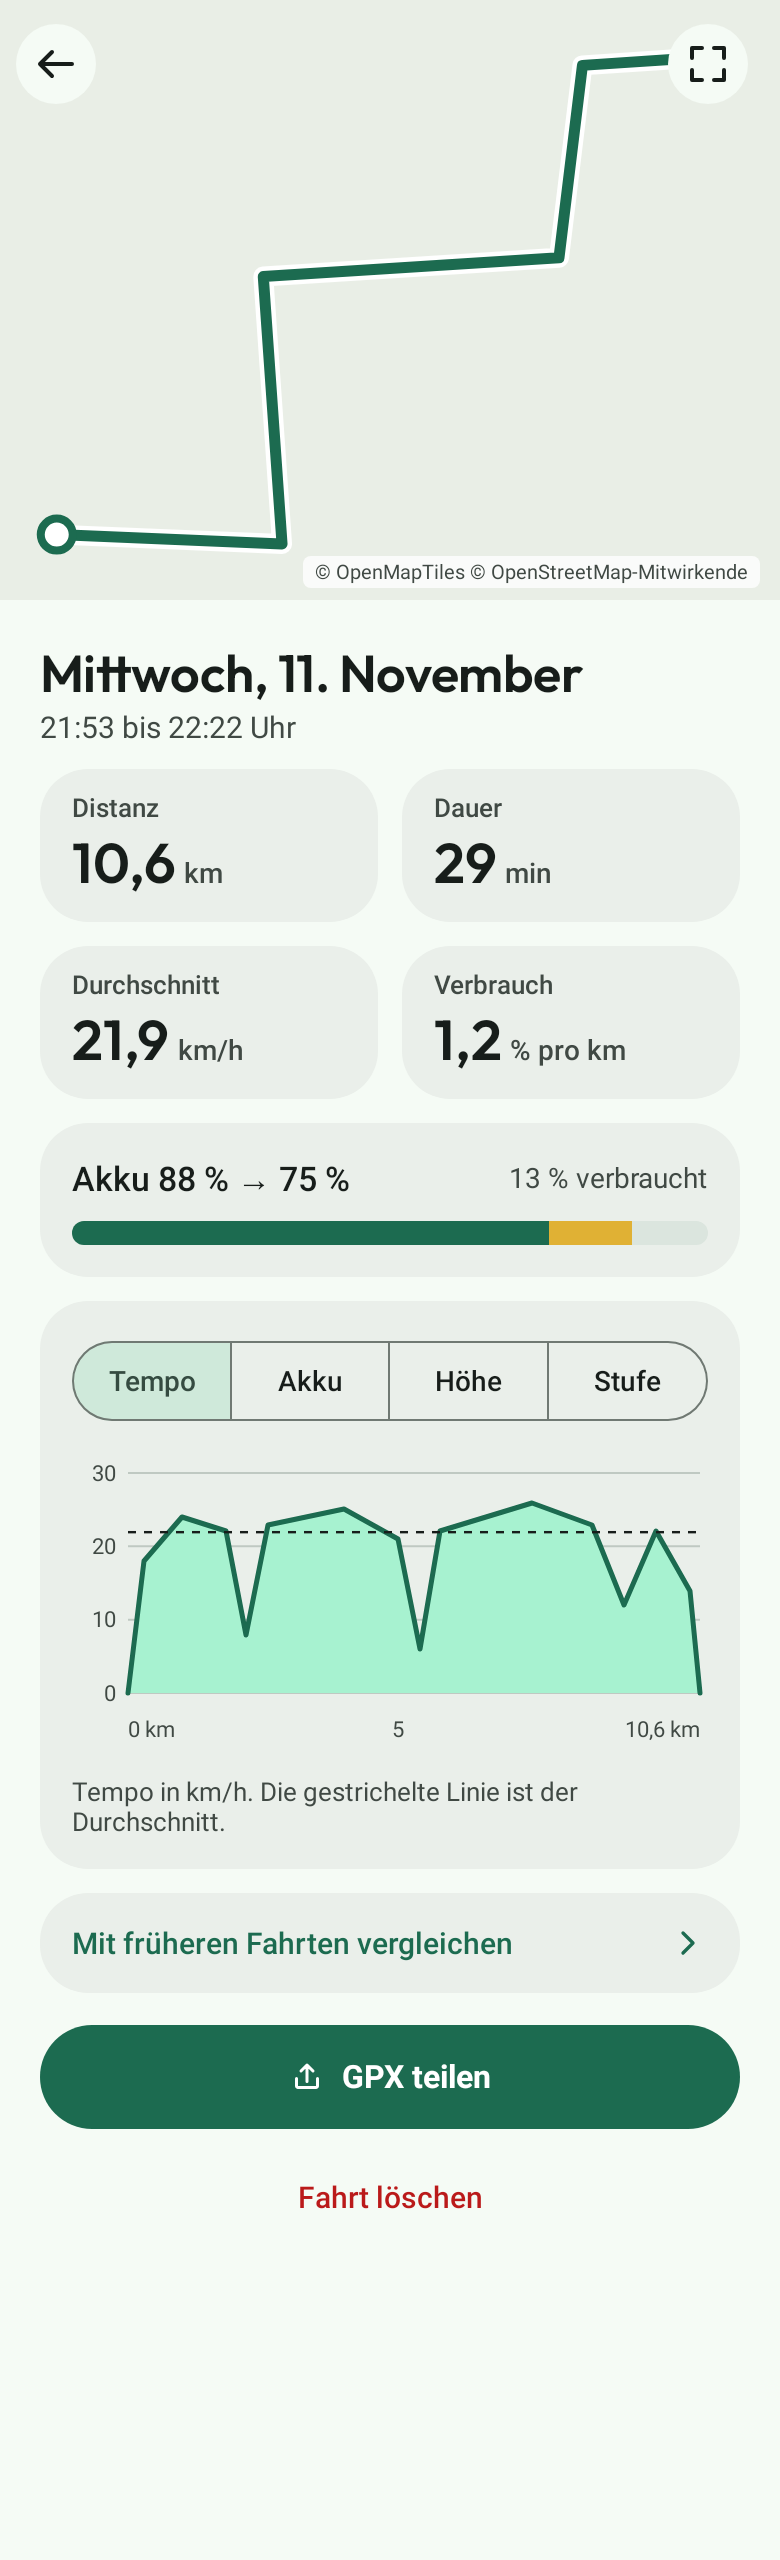 © OpenMapTiles © OpenStreetMap-Mitwirkende
Mittwoch, 11. November
21:53 bis 22:22 Uhr
Distanz
10,6 km
Dauer
29 min
Durchschnitt
21,9 km/h
Verbrauch
1,2 % pro km
Akku 88 % → 75 %
13 % verbraucht
Tempo
Akku
Höhe
Stufe
30
20
10
0
0 km
5
10,6 km
Tempo in km/h. Die gestrichelte Linie ist der
Durchschnitt.
Mit früheren Fahrten vergleichen
GPX teilen
Fahrt löschen